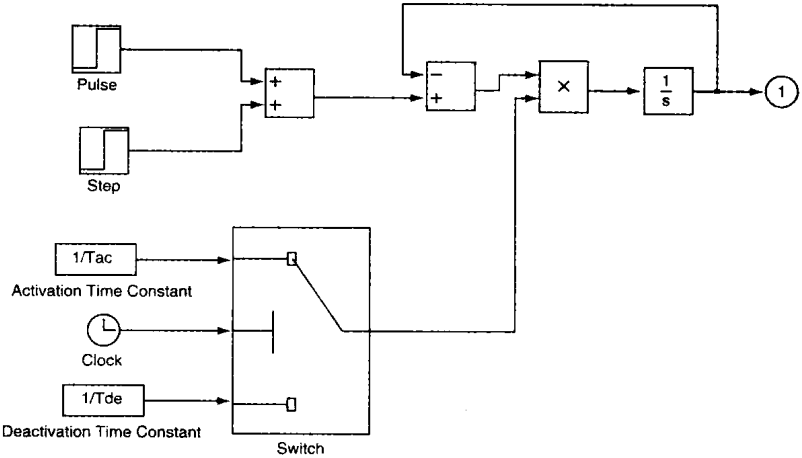 Pulse
+
+
Step
−
+
×
1
s
1
1/Tac
Activation Time Constant
Clock
1/Tde
Deactivation Time Constant
Switch